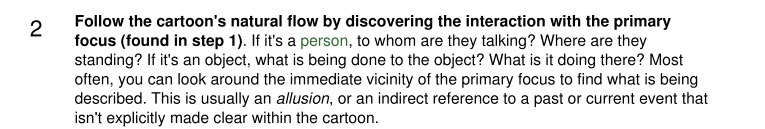 2
Follow the cartoon's natural flow by discovering the interaction with the primary
focus (found in step 1). If it's a person, to whom are they talking? Where are they
standing? If it's an object, what is being done to the object? What is it doing there? Most
often, you can look around the immediate vicinity of the primary focus to find what is being
described. This is usually an allusion, or an indirect reference to a past or current event that
isn't explicitly made clear within the cartoon.